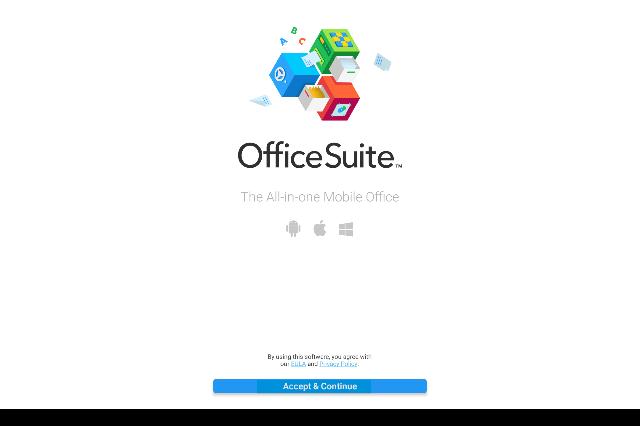 A B C
OfficeSuite™
The All-in-one Mobile Office
By using this software, you agree with
our EULA and Privacy Policy.
Accept & Continue